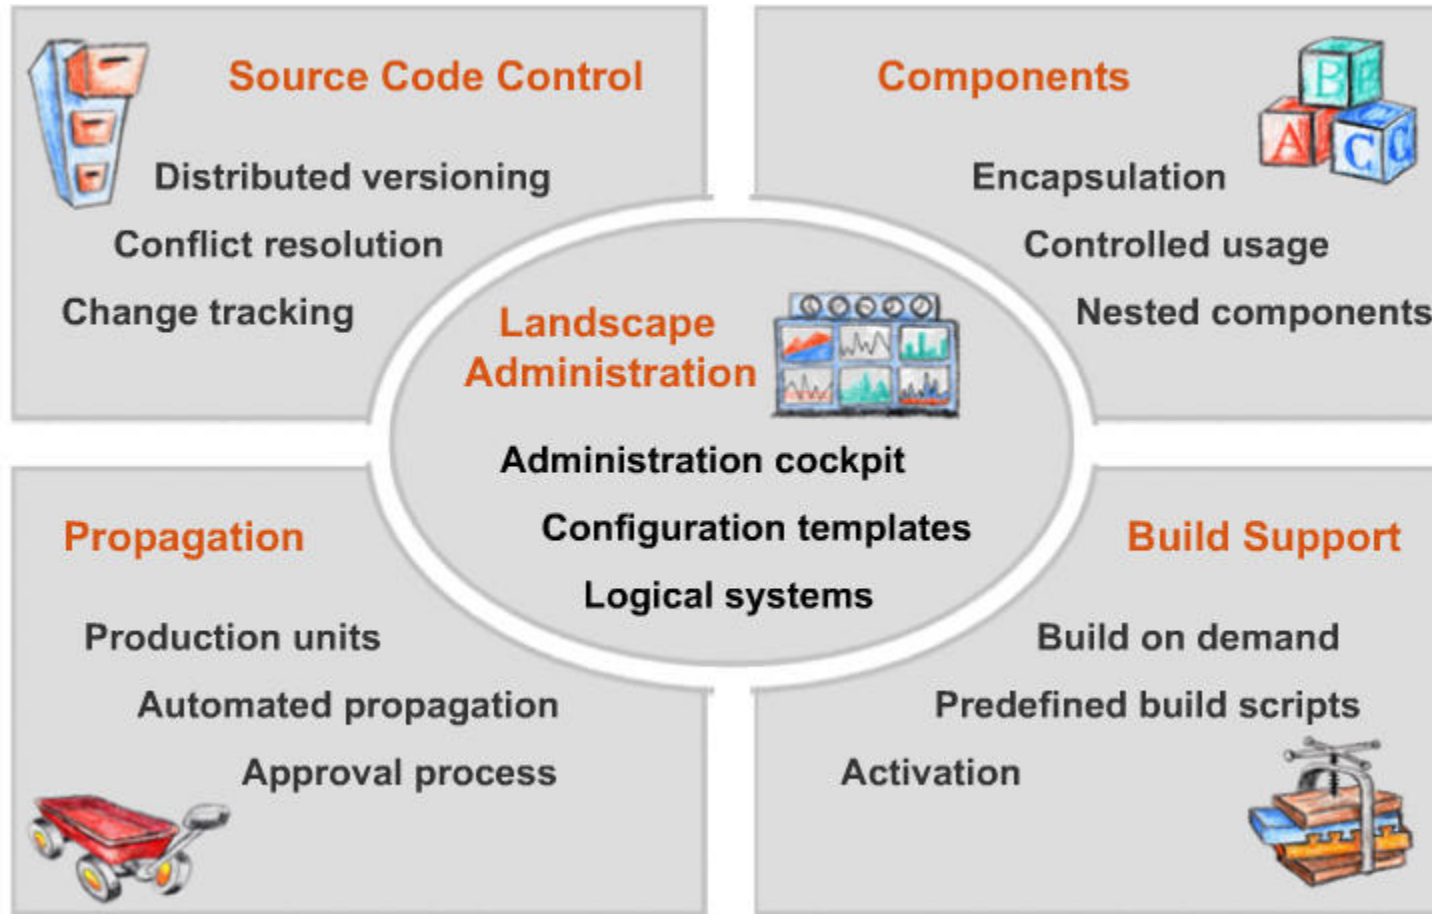 Source Code Control
Distributed versioning
Conflict resolution
Change tracking
Components
B
A
C
Encapsulation
Controlled usage
Nested components
Landscape
Administration
Administration cockpit
Configuration templates
Logical systems
Propagation
Production units
Automated propagation
Approval process
Build Support
Build on demand
Predefined build scripts
Activation